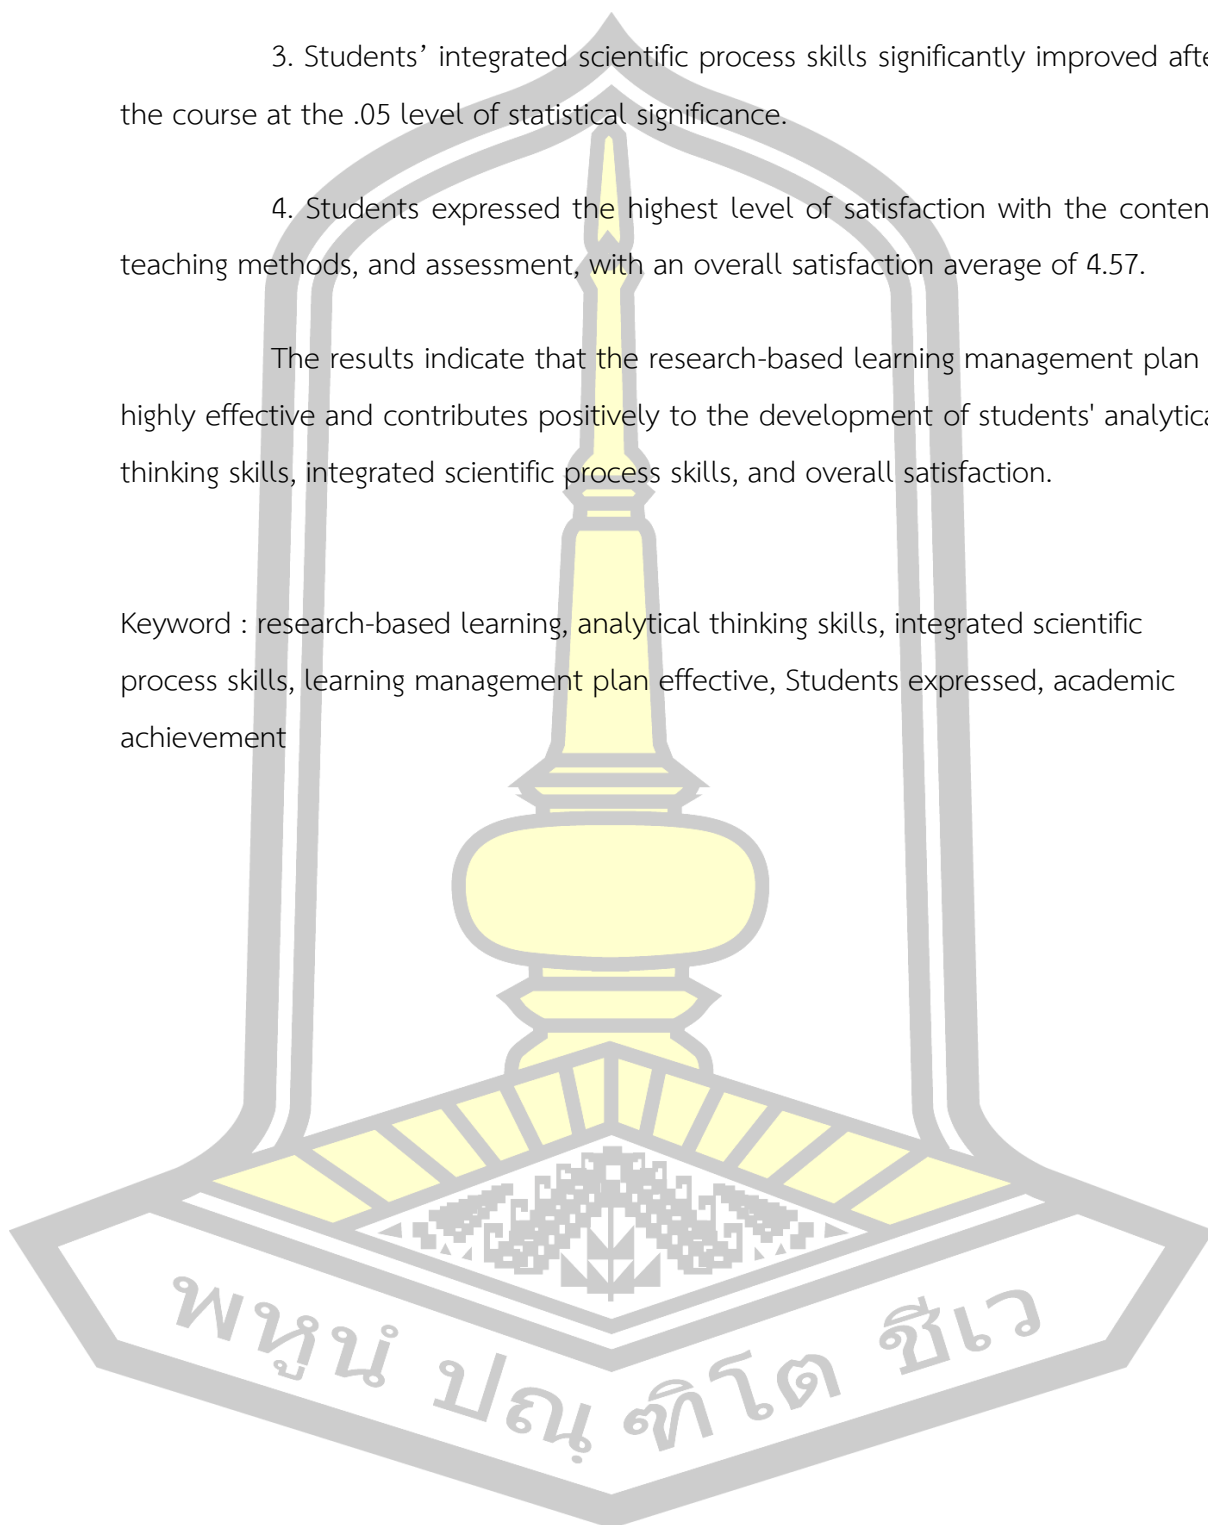 3. Students’ integrated scientific process skills significantly improved afte
the course at the .05 level of statistical significance.
4. Students expressed the highest level of satisfaction with the conten
teaching methods, and assessment, with an overall satisfaction average of 4.57.
The results indicate that the research-based learning management plan
highly effective and contributes positively to the development of students' analytica
thinking skills, integrated scientific process skills, and overall satisfaction.
Keyword : research-based learning, analytical thinking skills, integrated scientific
process skills, learning management plan effective, Students expressed, academic
achievement
พหูนํ ปณฺฑิโต ชีเว